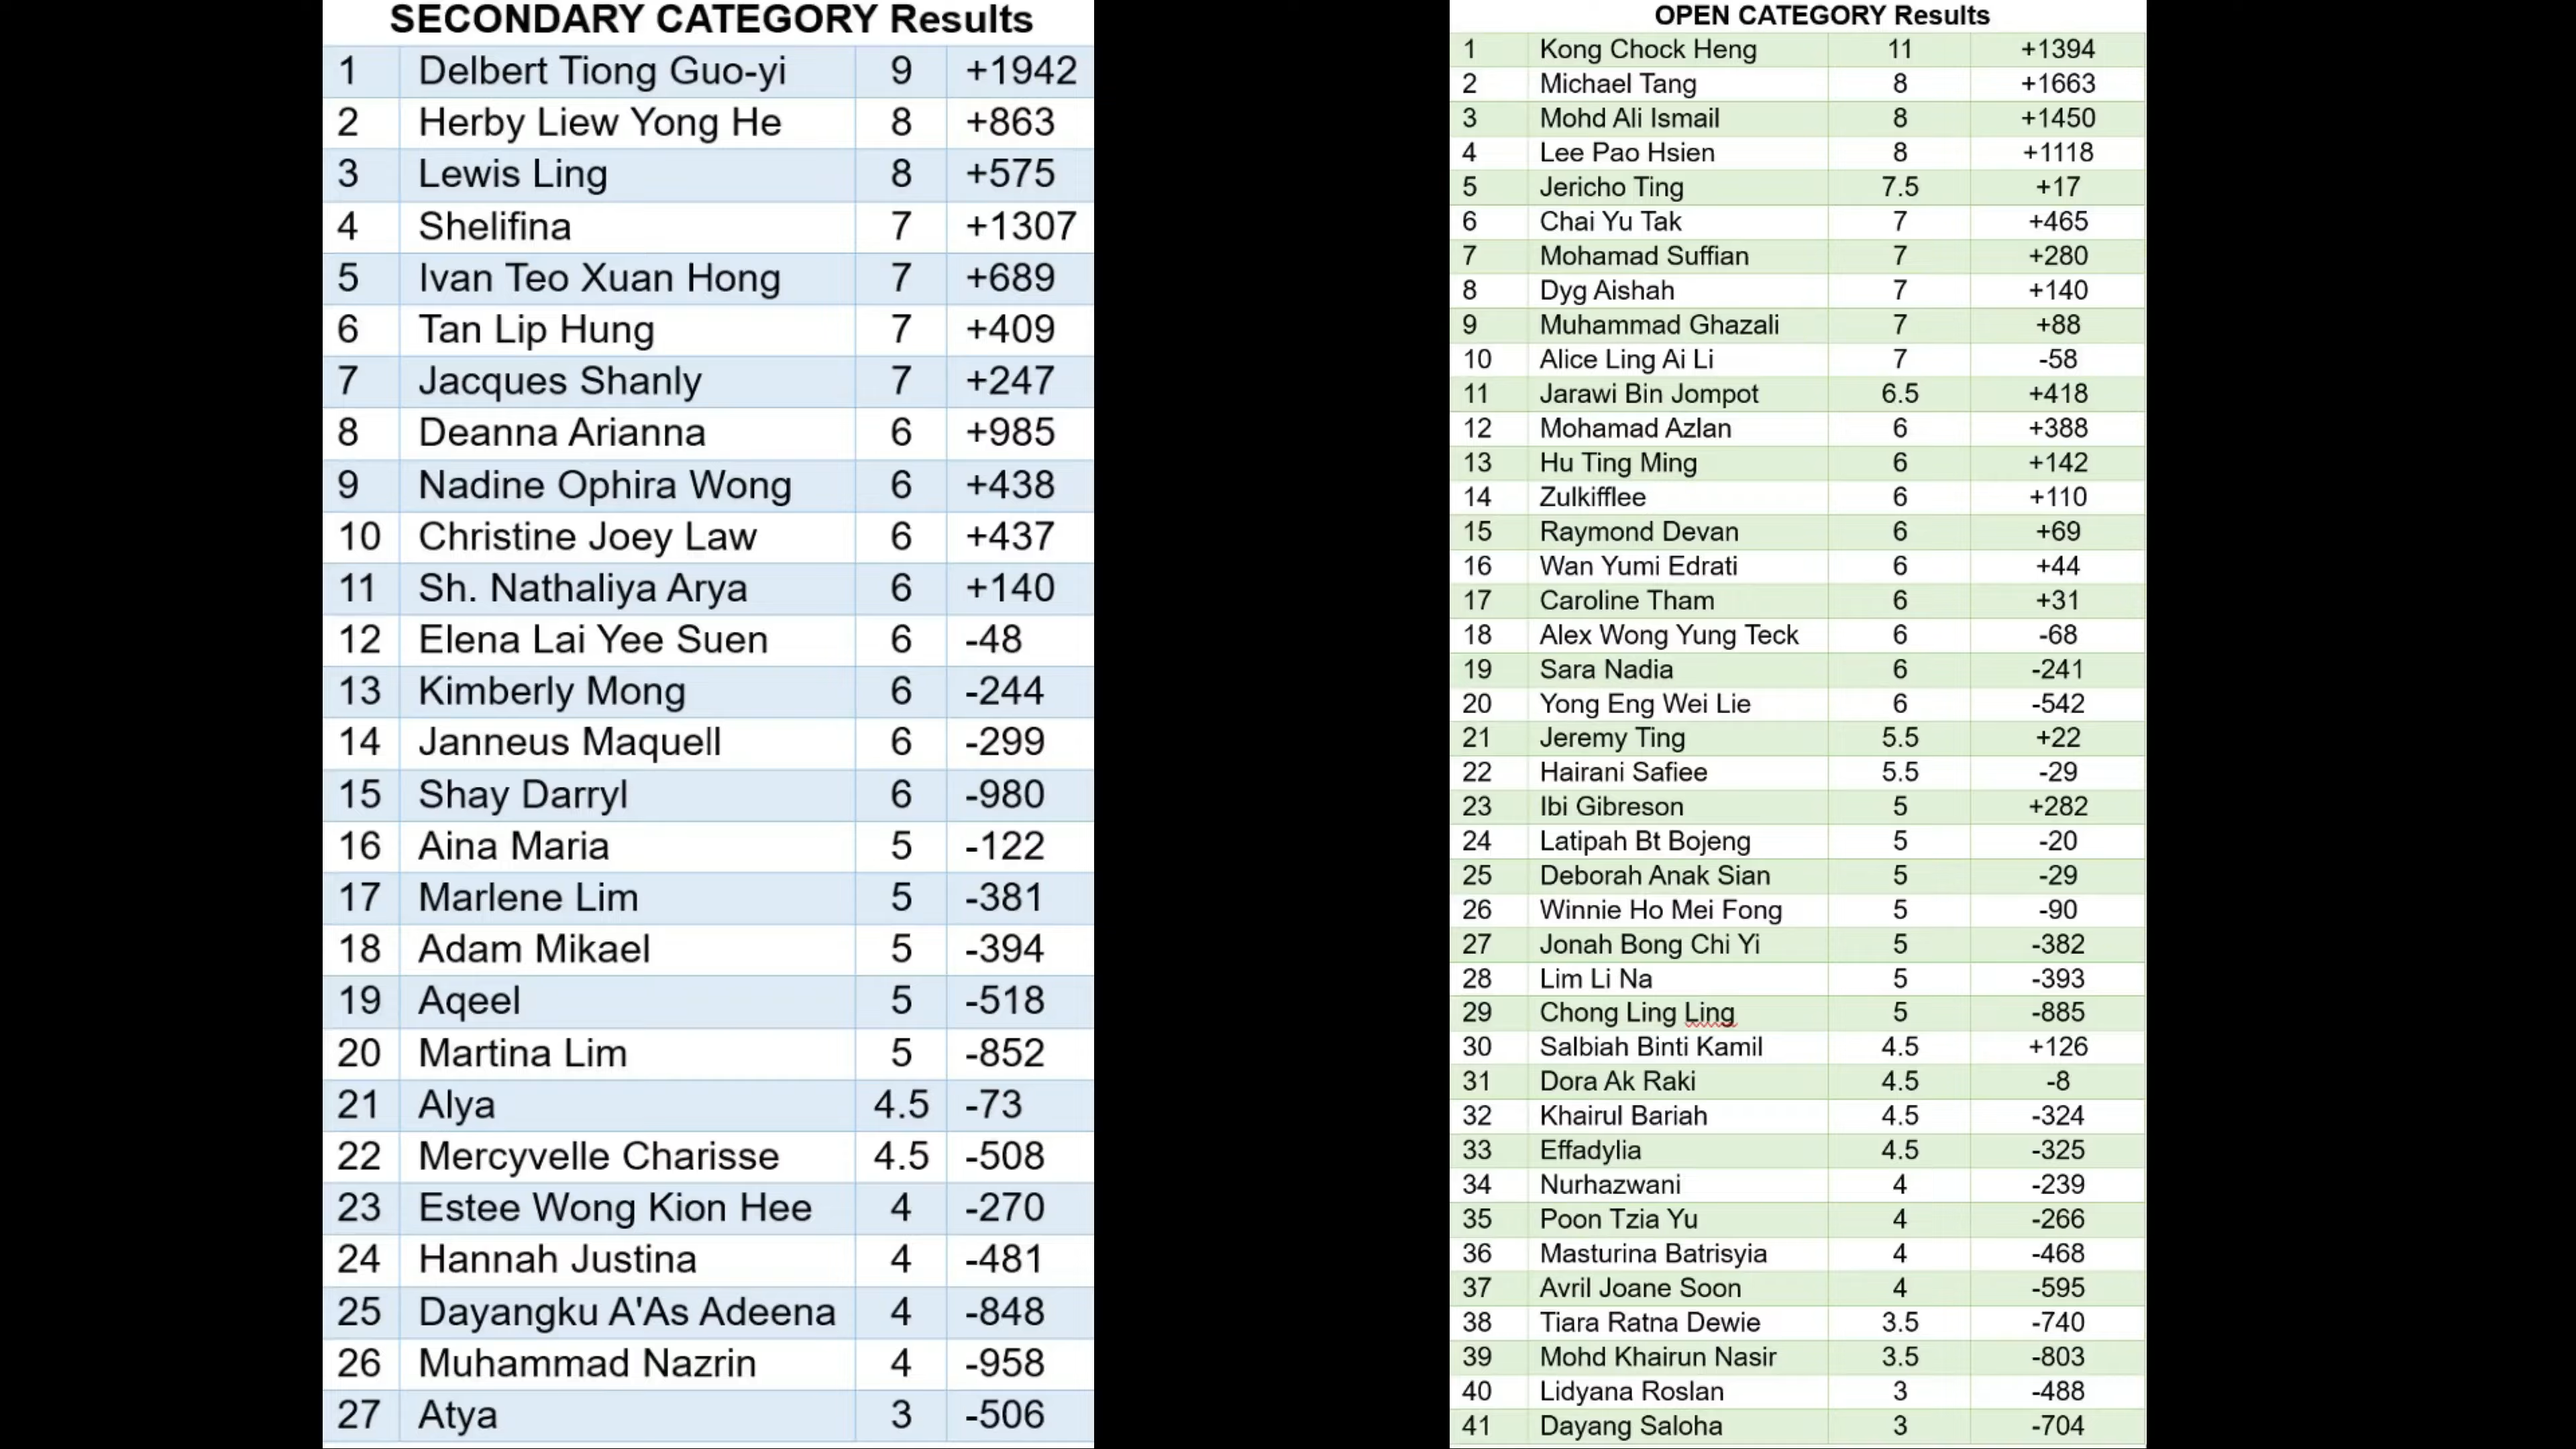 SECONDARY CATEGORY Results
1 Delbert Tiong Guo-yi 9 +1942
2 Herby Liew Yong He 8 +863
3 Lewis Ling 8 +575
4 Shelifina 7 +1307
5 Ivan Teo Xuan Hong 7 +689
6 Tan Lip Hung 7 +409
7 Jacques Shanly 7 +247
8 Deanna Arianna 6 +985
9 Nadine Ophira Wong 6 +438
10 Christine Joey Law 6 +437
11 Sh. Nathaliya Arya 6 +140
12 Elena Lai Yee Suen 6 -48
13 Kimberly Mong 6 -244
14 Janneus Maquell 6 -299
15 Shay Darryl 6 -980
16 Aina Maria 5 -122
17 Marlene Lim 5 -381
18 Adam Mikael 5 -394
19 Aqeel 5 -518
20 Martina Lim 5 -852
21 Alya 4.5 -73
22 Mercyvelle Charisse 4.5 -508
23 Estee Wong Kion Hee 4 -270
24 Hannah Justina 4 -481
25 Dayangku A'As Adeena 4 -848
26 Muhammad Nazrin 4 -958
27 Atya 3 -506
OPEN CATEGORY Results
1 Kong Chock Heng 11 +1394
2 Michael Tang 8 +1663
3 Mohd Ali Ismail 8 +1450
4 Lee Pao Hsien 8 +1118
5 Jericho Ting 7.5 +17
6 Chai Yu Tak 7 +465
7 Mohamad Suffian 7 +280
8 Dyg Aishah 7 +140
9 Muhammad Ghazali 7 +88
10 Alice Ling Ai Li 7 -58
11 Jarawi Bin Jompot 6.5 +418
12 Mohamad Azlan 6 +388
13 Hu Ting Ming 6 +142
14 Zulkifflee 6 +110
15 Raymond Devan 6 +69
16 Wan Yumi Edrati 6 +44
17 Caroline Tham 6 +31
18 Alex Wong Yung Teck 6 -68
19 Sara Nadia 6 -241
20 Yong Eng Wei Lie 6 -542
21 Jeremy Ting 5.5 +22
22 Hairani Safiee 5.5 -29
23 Ibi Gibreson 5 +282
24 Latipah Bt Bojeng 5 -20
25 Deborah Anak Sian 5 -29
26 Winnie Ho Mei Fong 5 -90
27 Jonah Bong Chi Yi 5 -382
28 Lim Li Na 5 -393
29 Chong Ling Ling 5 -885
30 Salbiah Binti Kamil 4.5 +126
31 Dora Ak Raki 4.5 -8
32 Khairul Bariah 4.5 -324
33 Effadylia 4.5 -325
34 Nurhazwani 4 -239
35 Poon Tzia Yu 4 -266
36 Masturina Batrisyia 4 -468
37 Avril Joane Soon 4 -595
38 Tiara Ratna Dewie 3.5 -740
39 Mohd Khairun Nasir 3.5 -803
40 Lidyana Roslan 3 -488
41 Dayang Saloha 3 -704